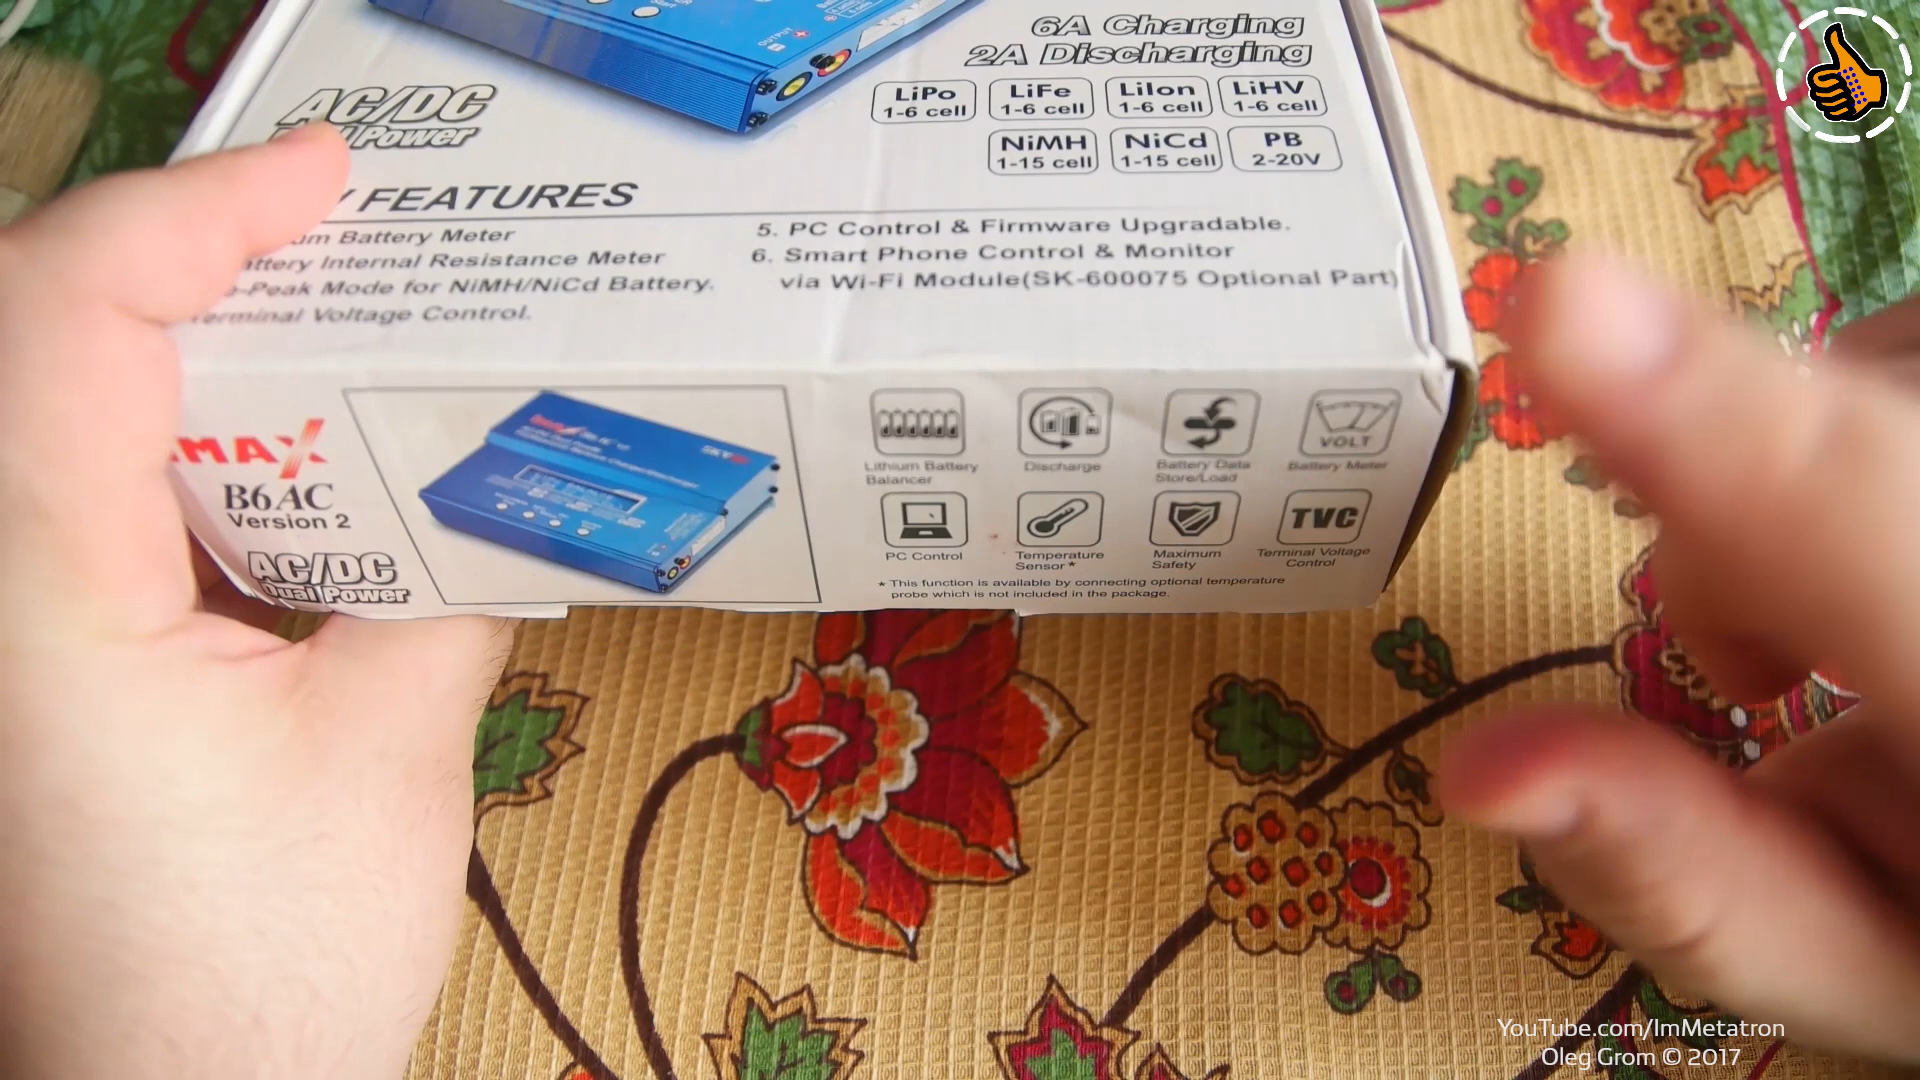 6A Charging
2A Discharging
OUTPUT
AC/DC
Power
LiPo
1-6 cell
LiFe
1-6 cell
LiIon
1-6 cell
LiHV
1-6 cell
NiMH
1-15 cell
NiCd
1-15 cell
PB
2-20V
FEATURES
Battery Meter
Internal Resistance Meter
-Peak Mode for NiMH/NiCd Battery.
Terminal Voltage Control.
5. PC Control & Firmware Upgradable.
6. Smart Phone Control & Monitor
via Wi-Fi Module(SK-600075 Optional Part)
MAX
B6AC
Version 2
AC/DC
Dual Power
VOLT
Lithium Battery
Balancer
Discharge
Battery Data
Store/Load
Battery Meter
TVC
PC Control
Temperature
Sensor*
Maximum
Safety
Terminal Voltage
Control
* This function is available by connecting optional temperature
probe which is not included in the package.
YouTube.com/ImMetatron
Oleg Grom © 2017